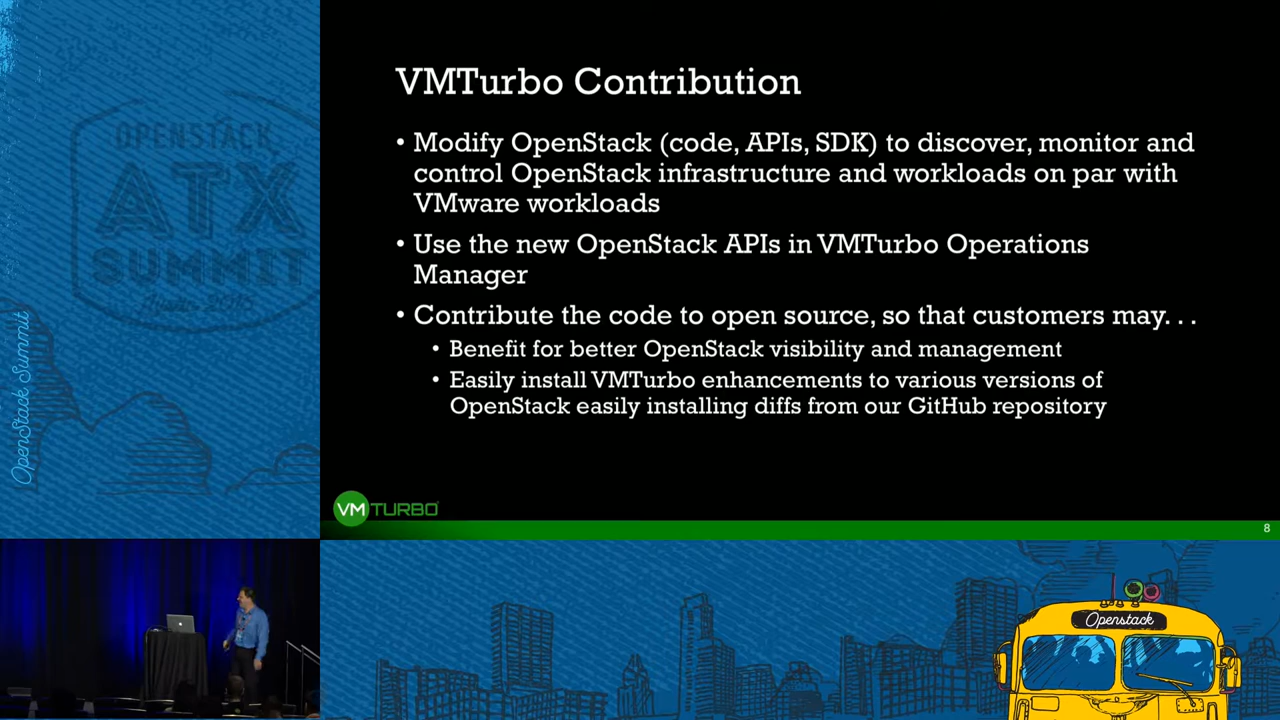 OPENSTACK
ATX
SUMMIT
OpenStack Summit
VMTurbo Contribution
• Modify OpenStack (code, APIs, SDK) to discover, monitor and
control OpenStack infrastructure and workloads on par with
VMware workloads
• Use the new OpenStack APIs in VMTurbo Operations
Manager
• Contribute the code to open source, so that customers may. . .
• Benefit for better OpenStack visibility and management
• Easily install VMTurbo enhancements to various versions of
OpenStack easily installing diffs from our GitHub repository
VMTURBO
8
Openstack